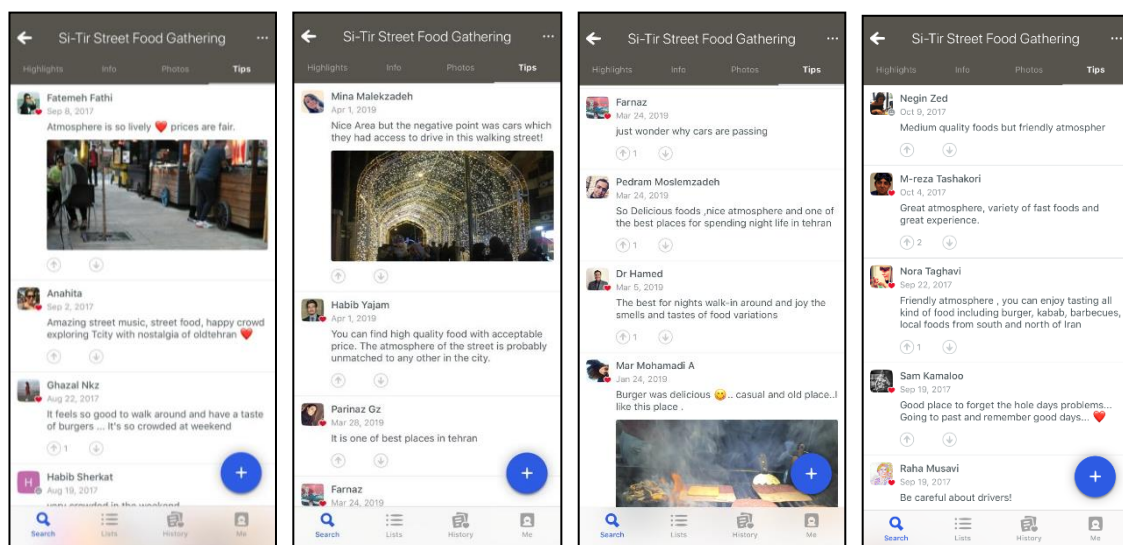 Si-Tir Street Food Gathering
Highlights Info Photos Tips
Fatemeh Fathi
Sep 8, 2017
Atmosphere is so lively ❤️ prices are fair.
Anahita
Sep 2, 2017
Amazing street music, street food, happy crowd
exploring Tcity with nostalgia of oldtehran ❤️
Ghazal Nkz
Aug 22, 2017
It feels so good to walk around and have a taste
of burgers ... It's so crowded at weekend
1
H
Habib Sherkat
Aug 19, 2017
very crowded in the weekend
Search Lists History Me
Si-Tir Street Food Gathering
Highlights Info Photos Tips
Mina Malekzadeh
Apr 1, 2019
Nice Area but the negative point was cars which
they had access to drive in this walking street!
Habib Yajam
Apr 1, 2019
You can find high quality food with acceptable
price. The atmosphere of the street is probably
unmatched to any other in the city.
Parinaz Gz
Mar 28, 2019
It is one of best places in tehran
Farnaz
Mar 24, 2019
Search Lists History Me
Si-Tir Street Food Gathering
Highlights Info Photos Tips
Farnaz
Mar 24, 2019
just wonder why cars are passing
1
Pedram Moslemzadeh
Mar 24, 2019
So Delicious foods ,nice atmosphere and one of
the best places for spending night life in tehran
1
Dr Hamed
Mar 5, 2019
The best for nights walk-in around and joy the
smells and tastes of food variations
1
Mar Mohamadi A
Jan 24, 2019
Burger was delicious 😋.. casual and old place..I
like this place .
Search Lists History Me
Si-Tir Street Food Gathering
Highlights Info Photos Tips
Negin Zed
Oct 9, 2017
Medium quality foods but friendly atmospher
M-reza Tashakori
Oct 4, 2017
Great atmosphere, variety of fast foods and
great experience.
2
Nora Taghavi
Sep 22, 2017
Friendly atmosphere , you can enjoy tasting all
kind of food including burger, kabab, barbecues,
local foods from south and north of Iran
1
Sam Kamaloo
Sep 19, 2017
Good place to forget the hole days problems...
Going to past and remember good days... ❤️
Raha Musavi
Sep 19, 2017
Be careful about drivers!
Search Lists History Me